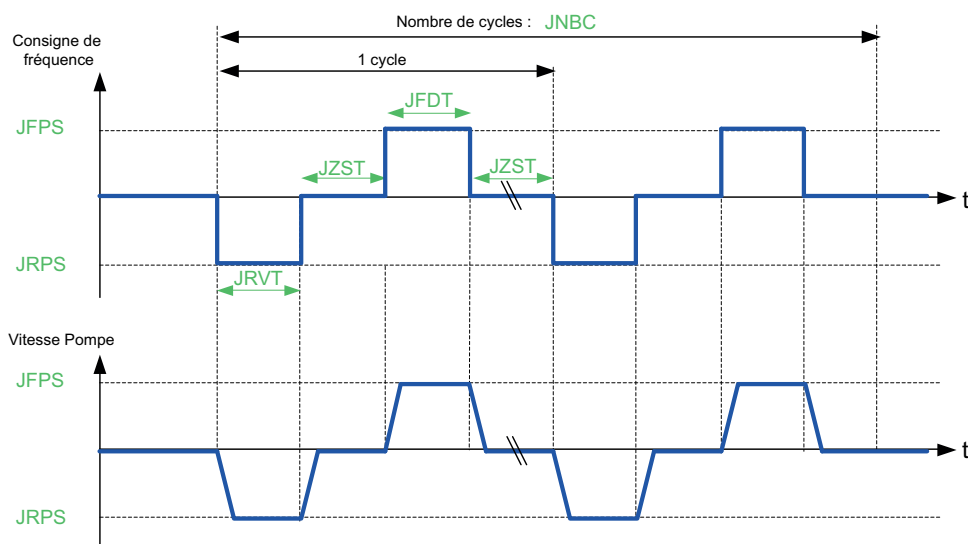 Nombre de cycles : JNBC
Consigne de
fréquence
1 cycle
JFDT
JFPS
JZST
JZST
t
JRPS
JRVT
Vitesse Pompe
JFPS
t
JRPS